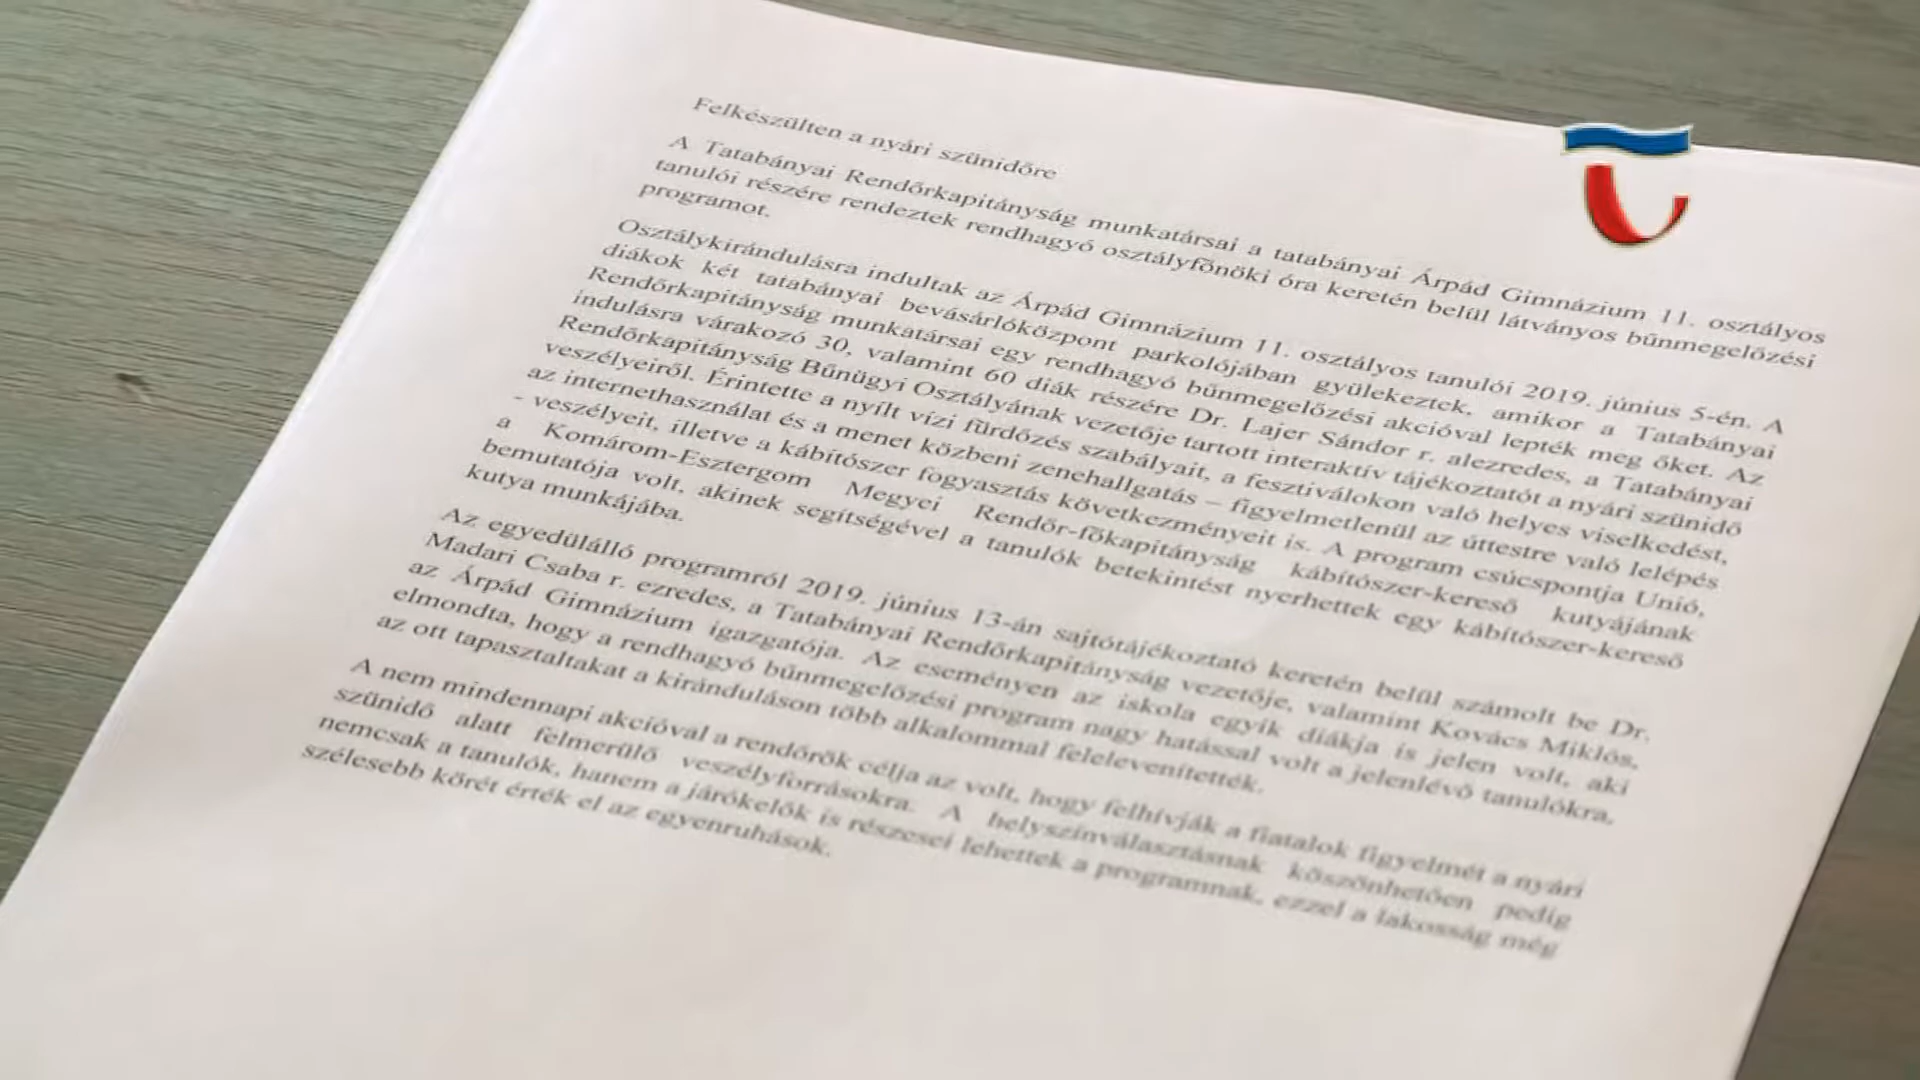 Felkészülten a nyári szünidőre
A Tatabányai Rendőrkapitányság munkatársai a tatabányai Árpád Gimnázium 11. osztályos
tanulói részére rendeztek rendhagyó osztályfőnöki óra keretén belül látványos bűnmegelőzési
programot.
Osztálykirándulásra indultak az Árpád Gimnázium 11. osztályos tanulói 2019. június 5-én. A
diákok két tatabányai bevásárlóközpont parkolójában gyülekeztek, amikor a Tatabányai
Rendőrkapitányság munkatársai egy rendhagyó bűnmegelőzési akcióval lepték meg őket. Az
indulásra várakozó 30, valamint 60 diák részére Dr. Lajer Sándor r. alezredes, a Tatabányai
Rendőrkapitányság Bűnügyi Osztályának vezetője tartott interaktív tájékoztatót a nyári szünidő
veszélyeiről. Érintette a nyílt vízi fürdőzés szabályait, a fesztiválokon való helyes viselkedést,
az internethasználat és a menet közbeni zenehallgatás – figyelmetlenül az úttestre való lelépés
- veszélyeit, illetve a kábítószer fogyasztás következményeit is. A program csúcspontja Unió,
a Komárom-Esztergom Megyei Rendőr-főkapitányság kábítószer-kereső kutyájának
bemutatója volt, akinek segítségével a tanulók betekintést nyerhettek egy kábítószer-kereső
kutya munkájába.
Az egyedülálló programról 2019. június 13-án sajtótájékoztató keretén belül számolt be Dr.
Madari Csaba r. ezredes, a Tatabányai Rendőrkapitányság vezetője, valamint Kovács Miklós,
az Árpád Gimnázium igazgatója. Az eseményen az iskola egyik diákja is jelen volt, aki
elmondta, hogy a rendhagyó bűnmegelőzési program nagy hatással volt a jelenlévő tanulókra,
az ott tapasztaltakat a kiránduláson több alkalommal felelevenítették.
A nem mindennapi akcióval a rendőrök célja az volt, hogy felhívják a fiatalok figyelmét a nyári
szünidő alatt felmerülő veszélyforrásokra. A helyszínválasztásnak köszönhetően pedig
nemcsak a tanulók, hanem a járókelők is részesei lehettek a programnak, ezzel a lakosság még
szélesebb körét érték el az egyenruhások.